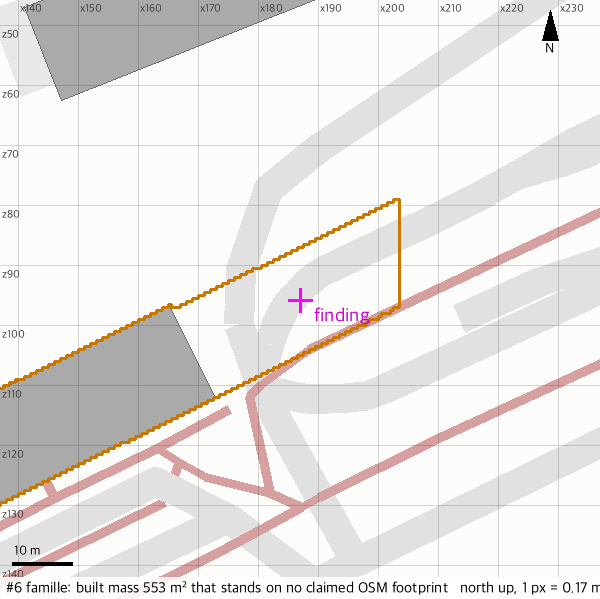 x140 x150 x160 x170 x180 x190 x200 x210 x220 x230
z50
z60
z70
z80
z90
z100
z110
z120
z130
z140
N
finding
10 m
#6 famille: built mass 553 m² that stands on no claimed OSM footprint north up, 1 px = 0.17 m